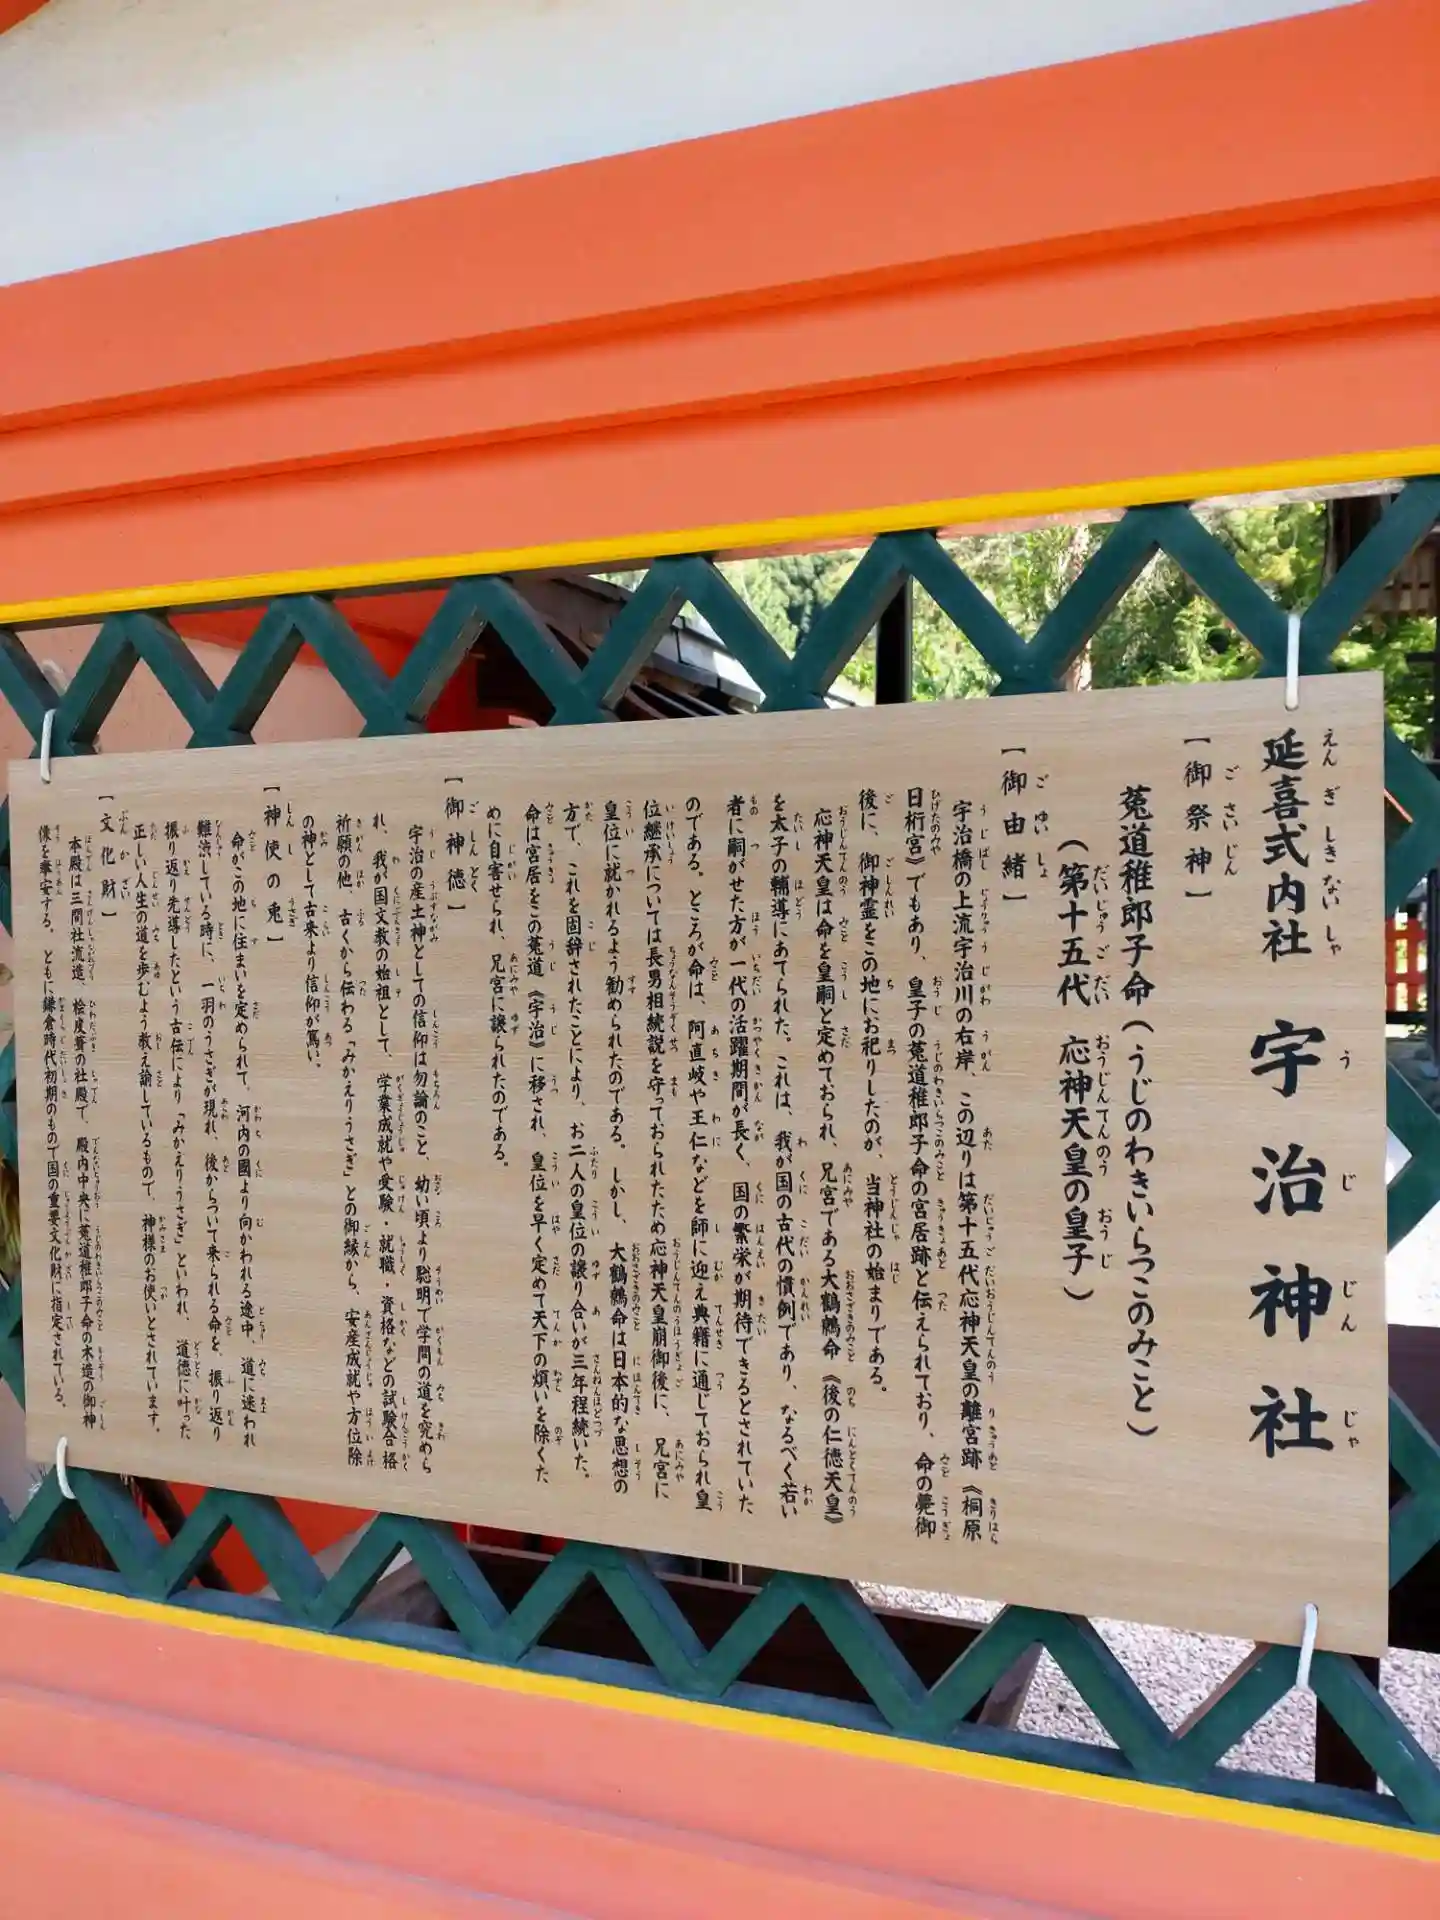 延喜式内社 宇治神社
【御祭神】
菟道稚郎子命(うじのわきいらつこのみこと)
(第十五代 応神天皇の皇子)
【御由緒】
宇治橋の上流宇治川の右岸、この辺りは第十五代応神天皇の離宮跡《桐原
日桁宮》でもあり、皇子の菟道稚郎子命の宮居跡と伝えられており、命の薨御
後に、御神霊をこの地にお祀りしたのが、当神社の始まりである。
応神天皇は命を皇嗣と定めておられ、兄宮である大鷦鷯命《後の仁徳天皇》
を太子の輔導にあてられた。これは、我が国の古代の慣例であり、なるべく若い
者に嗣がせた方が一代の活躍期間が長く、国の繁栄が期待できるとされていた
のである。ところが命は、阿直岐や王仁などを師に迎え典籍に通じておられ皇
位継承については長男相続説を守っておられたため応神天皇崩御後に、兄宮に
皇位に就かれるよう勧められたのである。しかし、大鷦鷯命は日本的な思想の
方で、これを固辞されたことにより、お二人の皇位の譲り合いが三年程続いた。
命は宮居をこの菟道《宇治》に移され、皇位を早く定めて天下の煩いを除くた
めに自害せられ、兄宮に譲られたのである。
【御神徳】
宇治の産土神としての信仰は勿論のこと、幼い頃より聡明で学問の道を究めら
れ、我が国文教の始祖として、学業成就や受験・就職・資格などの試験合格
祈願の他、古くから伝わる「みかえりうさぎ」との御縁から、安産成就や方位除
の神として古来より信仰が篤い。
【神使の兎】
命がこの地に住まいを定められて、河内の國より向かわれる途中、道に迷われ
難渋している時に、一羽のうさぎが現れ、後からついて来られる命を、振り返り
振り返り先導したという古伝により「みかえりうさぎ」といわれ、道徳に叶った
正しい人生の道を歩むよう教え諭しているもので、神様のお使いとされています。
【文化財】
本殿は三間社流造、桧皮葺の社殿で、殿内中央に菟道稚郎子命の木造の御神
像を奉安する。ともに鎌倉時代初期のもので国の重要文化財に指定されている。